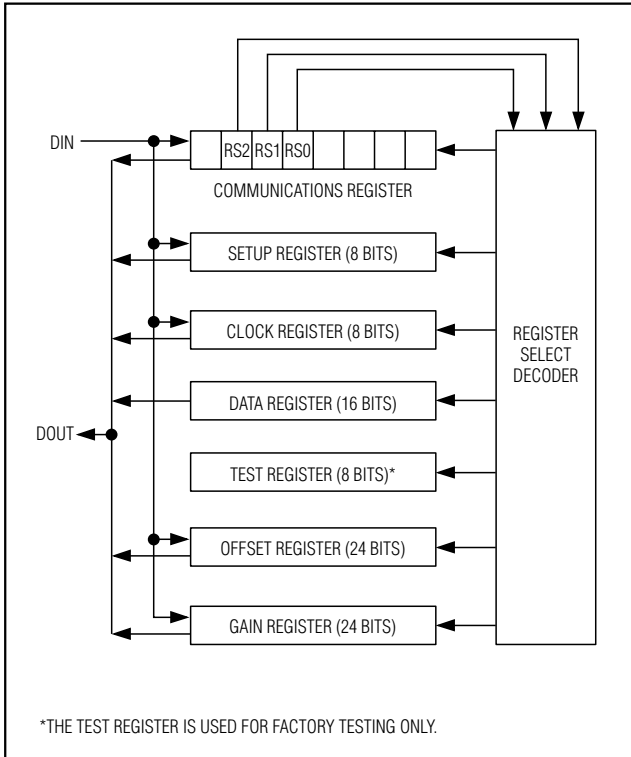 DIN
RS2 RS1 RS0
COMMUNICATIONS REGISTER
SETUP REGISTER (8 BITS)
CLOCK REGISTER (8 BITS)
REGISTER
SELECT
DECODER
DATA REGISTER (16 BITS)
DOUT
TEST REGISTER (8 BITS)*
OFFSET REGISTER (24 BITS)
GAIN REGISTER (24 BITS)
*THE TEST REGISTER IS USED FOR FACTORY TESTING ONLY.